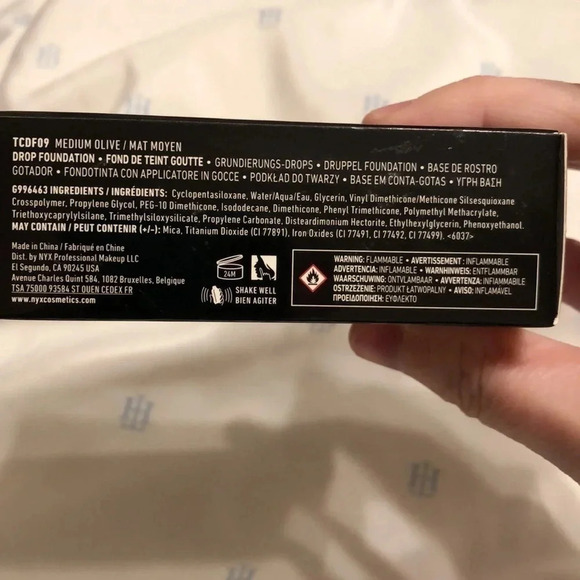 TCDF09 MEDIUM OLIVE / MAT MOYEN
DROP FOUNDATION • FOND DE TEINT GOUTTE • GRUNDIERUNGS-DROPS • DRUPPEL FOUNDATION • BASE DE ROSTRO
GOTADOR • FONDOTINTA CON APPLICATORE IN GOCCE • PODKŁAD DO TWARZY • BASE EM CONTA-GOTAS • ΥΓΡΗ ΒΑΣΗ
G996463 INGREDIENTS / INGRÉDIENTS: Cyclopentasiloxane, Water/Aqua/Eau, Glycerin, Vinyl Dimethicone/Methicone Silsesquioxane
Crosspolymer, Propylene Glycol, PEG-10 Dimethicone, Isododecane, Dimethicone, Phenyl Trimethicone, Polymethyl Methacrylate,
Triethoxycaprylylsilane, Trimethylsiloxysilicate, Propylene Carbonate, Disteardimonium Hectorite, Ethylhexylglycerin, Phenoxyethanol.
MAY CONTAIN / PEUT CONTENIR (+/-): Mica, Titanium Dioxide (CI 77891), Iron Oxides (CI 77491, CI 77492, CI 77499). <6037>
Made in China / Fabriqué en Chine
Dist. by NYX Professional Makeup LLC
El Segundo, CA 90245 USA
Avenue Charles Quint 584, 1082 Bruxelles, Belgique
TSA 75000 93584 ST OUEN CEDEX FR
www.nyxcosmetics.com
24M
SHAKE WELL
BIEN AGITER
WARNING: FLAMMABLE • AVERTISSEMENT: INFLAMMABLE
ADVERTENCIA: INFLAMABLE • WARNHINWEIS: ENTFLAMMBAR
WAARSCHUWING: ONTVLAMBAAR • AVVERTENZA: INFIAMMABILE
OSTRZEŻENIE: PRODUKT ŁATWOPALNY • AVISO: INFLAMÁVEL
ΠΡΟΕΙΔΟΠΟΙΗΣΗ: ΕΥΦΛΕΚΤΟ